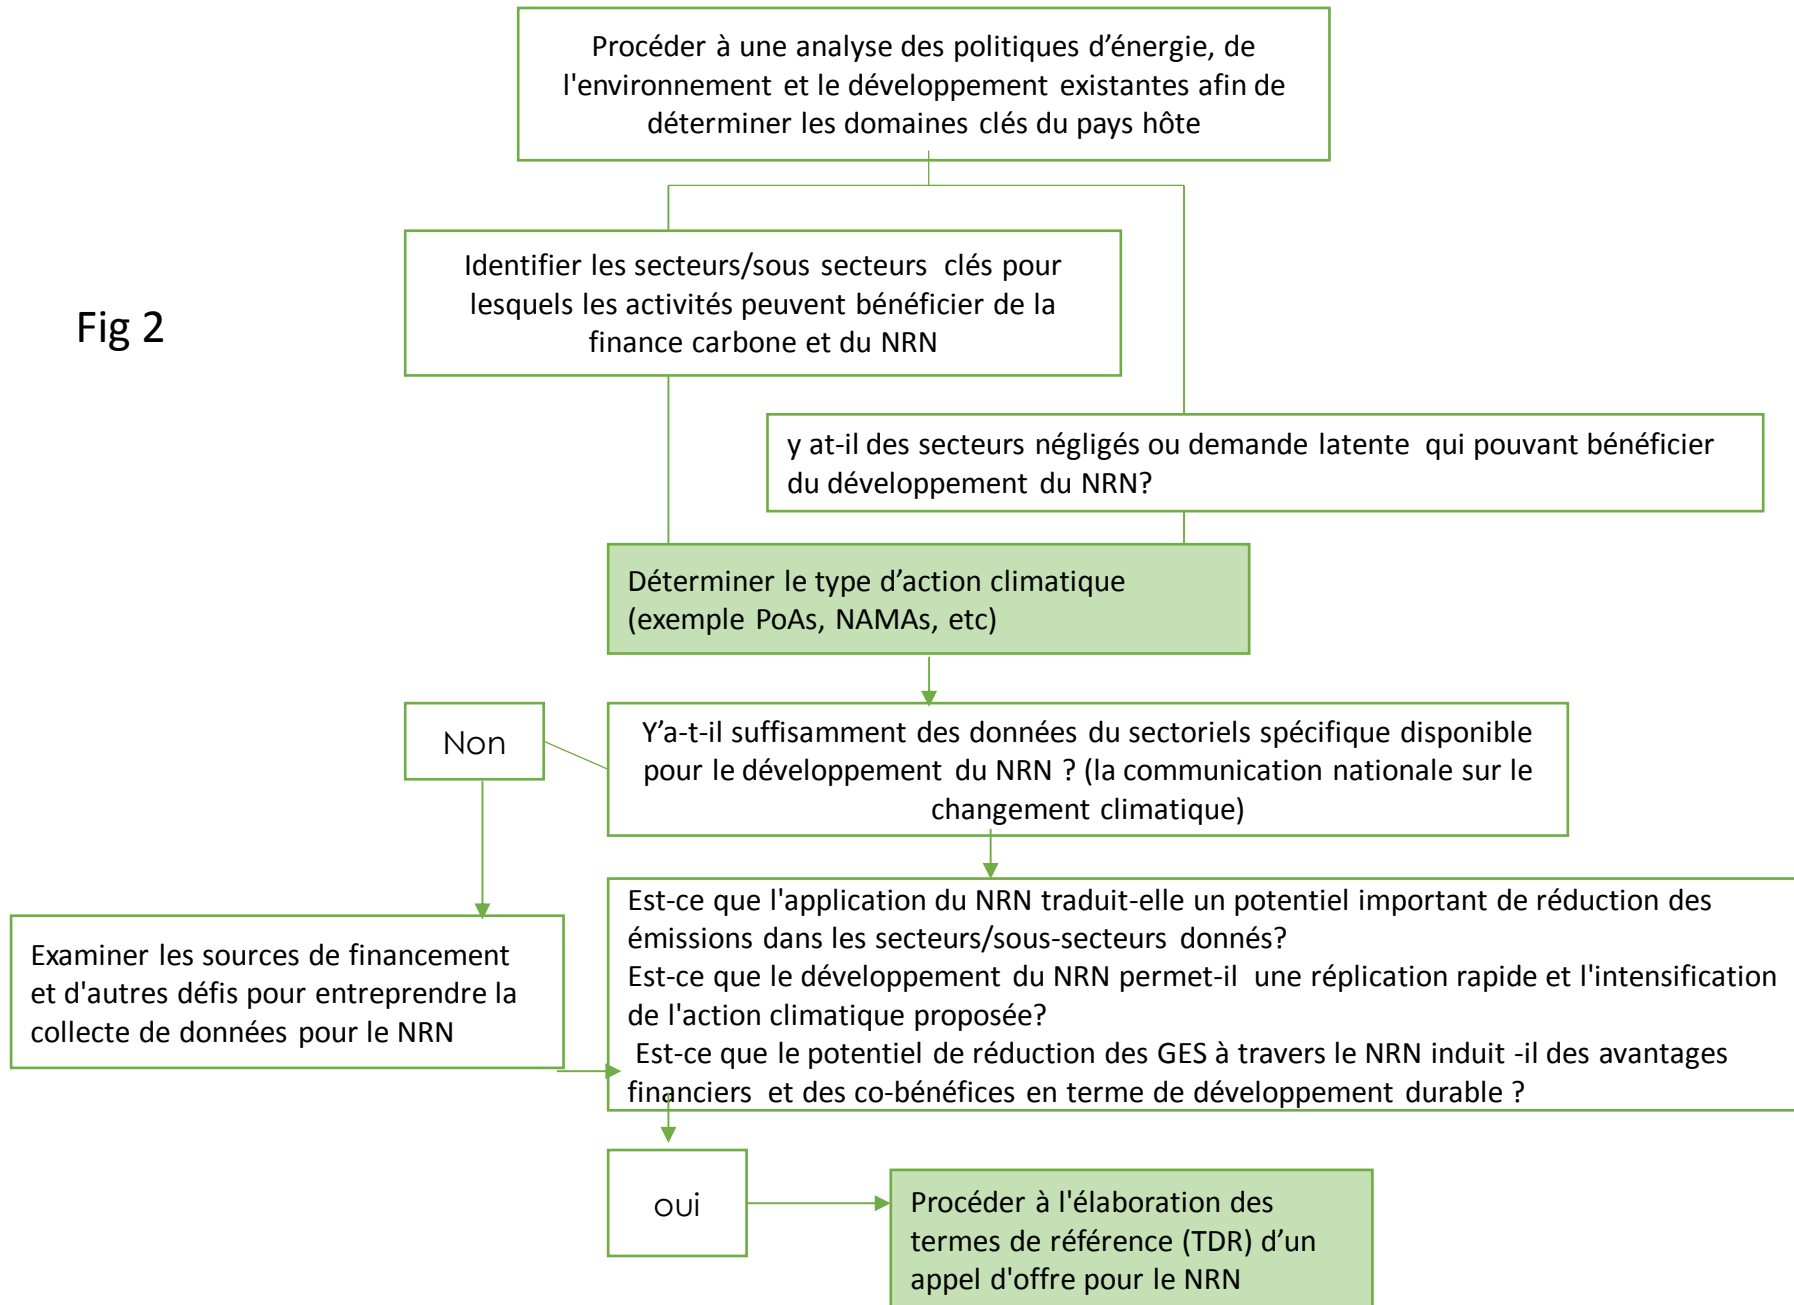 Procéder à une analyse des politiques d’énergie, de
l'environnement et le développement existantes afin de
déterminer les domaines clés du pays hôte
Identifier les secteurs/sous secteurs clés pour
lesquels les activités peuvent bénéficier de la
finance carbone et du NRN
Fig 2
y at-il des secteurs négligés ou demande latente qui pouvant bénéficier
du développement du NRN?
Déterminer le type d’action climatique
(exemple PoAs, NAMAs, etc)
Non
Y’a-t-il suffisamment des données du sectoriels spécifique disponible
pour le développement du NRN ? (la communication nationale sur le
changement climatique)
Est-ce que l'application du NRN traduit-elle un potentiel important de réduction des
émissions dans les secteurs/sous-secteurs donnés?
Est-ce que le développement du NRN permet-il une réplication rapide et l'intensification
de l'action climatique proposée?
Est-ce que le potentiel de réduction des GES à travers le NRN induit -il des avantages
financiers et des co-bénéfices en terme de développement durable ?
Examiner les sources de financement
et d'autres défis pour entreprendre la
collecte de données pour le NRN
oui
Procéder à l'élaboration des
termes de référence (TDR) d’un
appel d'offre pour le NRN